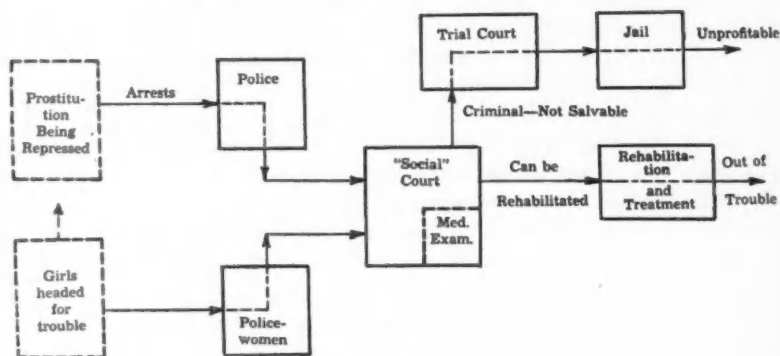 Prostitu-
tion
Being
Repressed
Arrests
Police
Trial Court
Jail
Unprofitable
Criminal—Not Salvable
"Social"
Court
Med.
Exam.
Can be
Rehabilitated
Rehabilita-
tion
and
Treatment
Out of
Trouble
Girls
headed
for
trouble
Police-
women